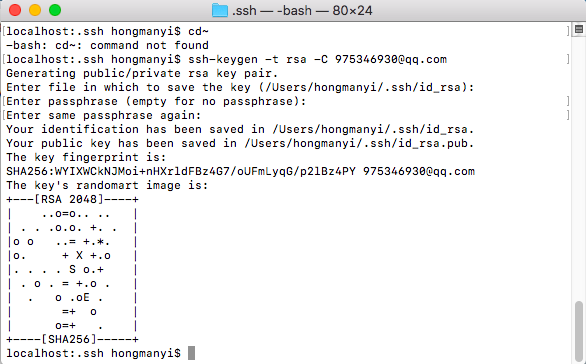 .ssh — -bash — 80×24
[localhost:.ssh hongmanyi$ cd~
-bash: cd~: command not found
[localhost:.ssh hongmanyi$ ssh-keygen -t rsa -C 975346930@qq.com
Generating public/private rsa key pair.
Enter file in which to save the key (/Users/hongmanyi/.ssh/id_rsa):
[Enter passphrase (empty for no passphrase):
[Enter same passphrase again:
Your identification has been saved in /Users/hongmanyi/.ssh/id_rsa.
Your public key has been saved in /Users/hongmanyi/.ssh/id_rsa.pub.
The key fingerprint is:
SHA256:WYIXWCkNJMoi+nHXrldFBz4G7/oUFmLyqG/p2lBz4PY 975346930@qq.com
The key's randomart image is:
+---[RSA 2048]----+
|    ..o=o.. ..   |
| . . .o.o. +. .  |
|o o   ..= +.*.   |
|o.     + X +.o   |
|. . . . S o.+    |
| . o . = +.o .   |
|  .   o .oE .    |
|       =+  o     |
|      o=+   .    |
+----[SHA256]-----+
localhost:.ssh hongmanyi$